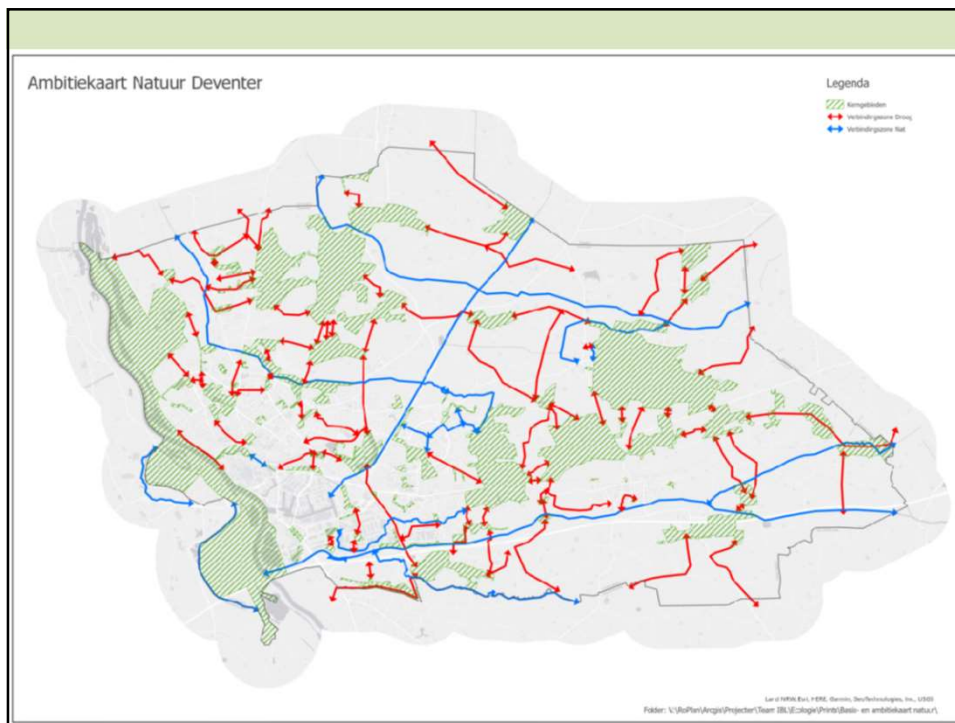 Ambitiekaart Natuur Deventer
Legenda
Kerngebieden
Verbindingszone Droog
Verbindingszone Nat
Folder: V:\RoPlan\Arcgis\Projecten\Team IBL\Ecologie\Prints\Basis- en ambitiekaart natuur\